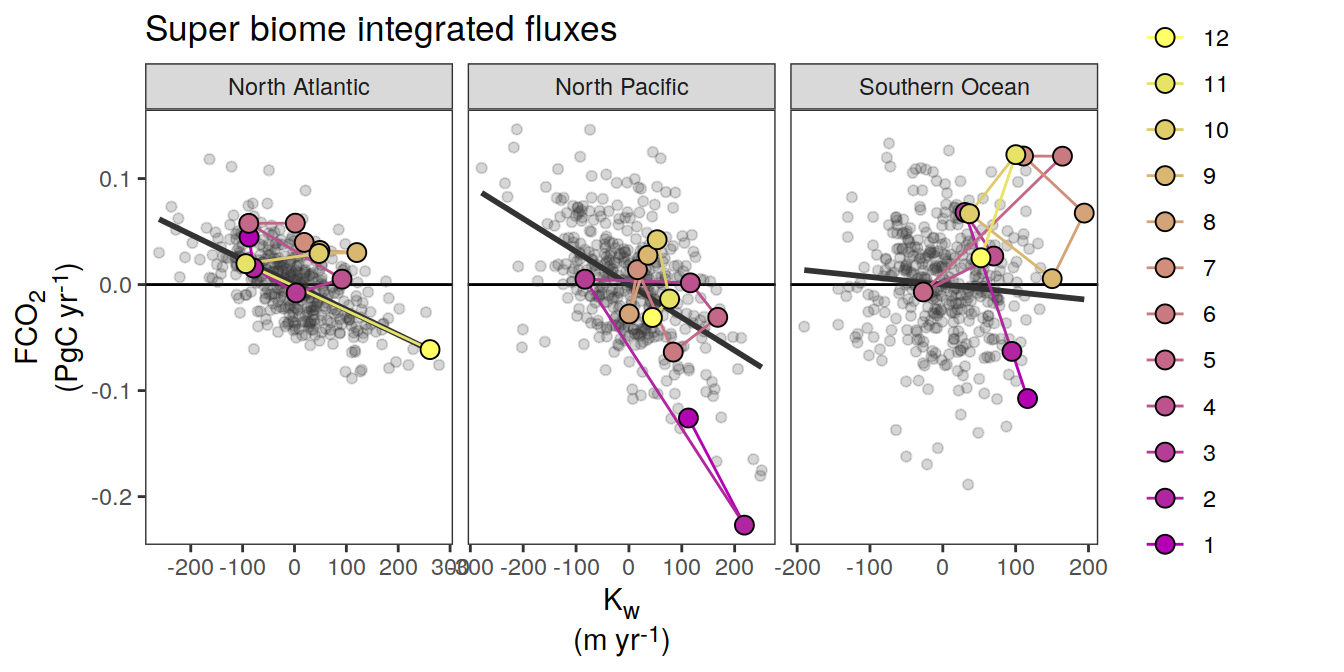 Super biome integrated fluxes
North Atlantic
North Pacific
Southern Ocean
FCO₂
(PgC yr⁻¹)
0.1
0.0
-0.1
-0.2
-200 -100 0 100 200 300
-300 -200 -100 0 100 200
-200 -100 0 100 200
K_w
(m yr⁻¹)
12
11
10
9
8
7
6
5
4
3
2
1